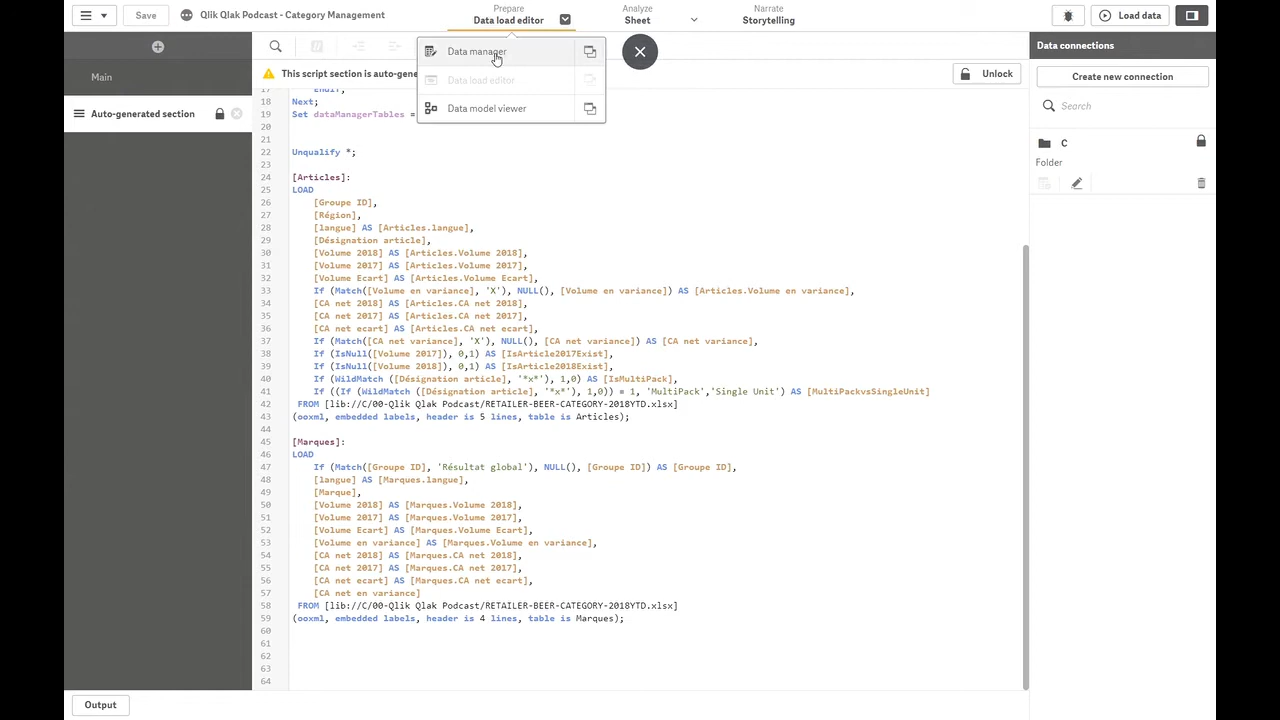 Save
Qlik Qlak Podcast - Category Management
Prepare
Data load editor
Analyze
Sheet
Narrate
Storytelling
Load data
Data manager
Data load editor
Data model viewer
Data connections
Main
Auto-generated section
This script section is auto-gene
Unlock
Create new connection
Search
C
Folder
17 EndIf;
18 Next;
19 Set dataManagerTables =
20
21
22 Unqualify *;
23
24 [Articles]:
25 LOAD
26 [Groupe ID],
27 [Région],
28 [langue] AS [Articles.langue],
29 [Désignation article],
30 [Volume 2018] AS [Articles.Volume 2018],
31 [Volume 2017] AS [Articles.Volume 2017],
32 [Volume Ecart] AS [Articles.Volume Ecart],
33 If (Match([Volume en variance], 'X'), NULL(), [Volume en variance]) AS [Articles.Volume en variance],
34 [CA net 2018] AS [Articles.CA net 2018],
35 [CA net 2017] AS [Articles.CA net 2017],
36 [CA net ecart] AS [Articles.CA net ecart],
37 If (Match([CA net variance], 'X'), NULL(), [CA net variance]) AS [CA net variance],
38 If (IsNull([Volume 2017]), 0,1) AS [IsArticle2017Exist],
39 If (IsNull([Volume 2018]), 0,1) AS [IsArticle2018Exist],
40 If (WildMatch ([Désignation article], '*x*'), 1,0) AS [IsMultiPack],
41 If ((If (WildMatch ([Désignation article], '*x*'), 1,0)) = 1, 'MultiPack','Single Unit') AS [MultiPackvsSingleUnit]
42 FROM [lib://C/00-Qlik Qlak Podcast/RETAILER-BEER-CATEGORY-2018YTD.xlsx]
43 (ooxml, embedded labels, header is 5 lines, table is Articles);
44
45 [Marques]:
46 LOAD
47 If (Match([Groupe ID], 'Résultat global'), NULL(), [Groupe ID]) AS [Groupe ID],
48 [langue] AS [Marques.langue],
49 [Marque],
50 [Volume 2018] AS [Marques.Volume 2018],
51 [Volume 2017] AS [Marques.Volume 2017],
52 [Volume Ecart] AS [Marques.Volume Ecart],
53 [Volume en variance] AS [Marques.Volume en variance],
54 [CA net 2018] AS [Marques.CA net 2018],
55 [CA net 2017] AS [Marques.CA net 2017],
56 [CA net ecart] AS [Marques.CA net ecart],
57 [CA net en variance]
58 FROM [lib://C/00-Qlik Qlak Podcast/RETAILER-BEER-CATEGORY-2018YTD.xlsx]
59 (ooxml, embedded labels, header is 4 lines, table is Marques);
60
61
62
63
64
Output